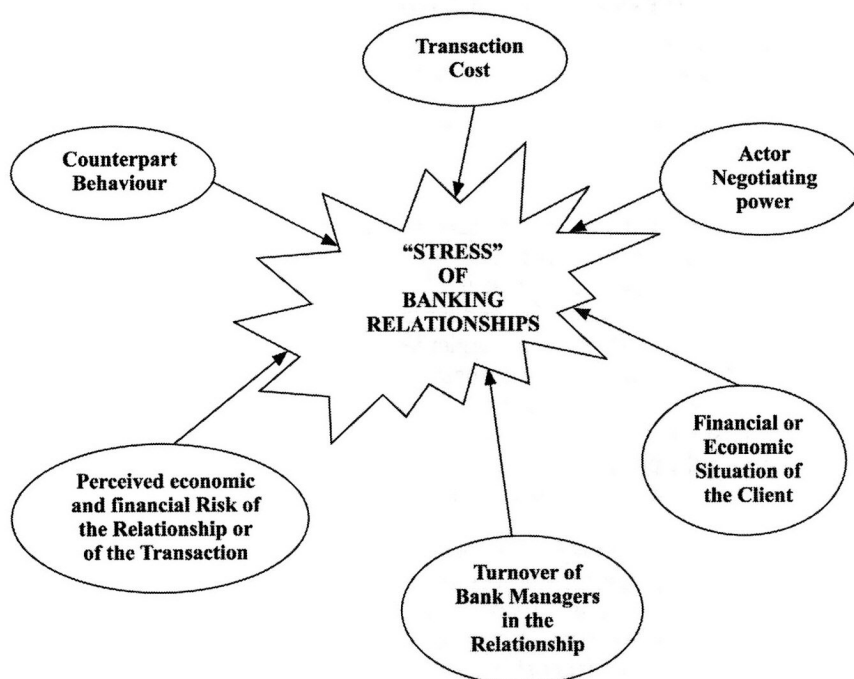 Transaction
Cost
Counterpart
Behaviour
Actor
Negotiating
power
“STRESS”
OF
BANKING
RELATIONSHIPS
Perceived economic
and financial Risk of
the Relationship or
of the Transaction
Financial or
Economic
Situation of
the Client
Turnover of
Bank Managers
in the
Relationship